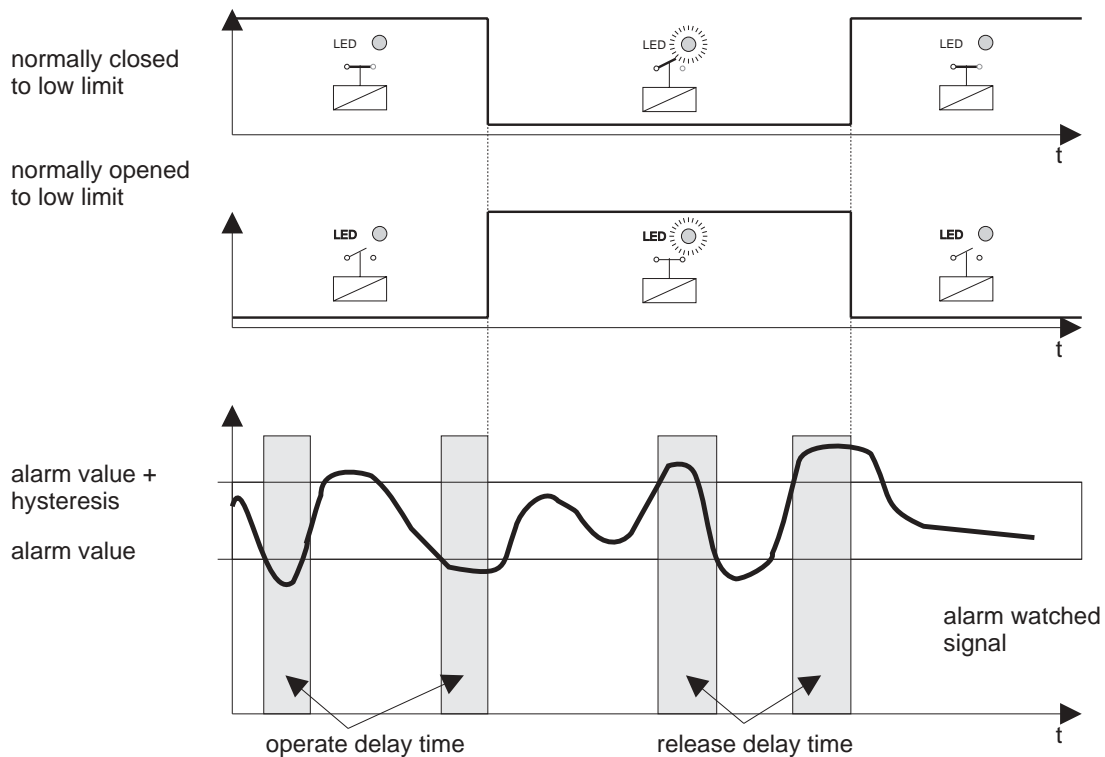 normally closed
to low limit
LED
LED
LED
t
normally opened
to low limit
LED
LED
LED
t
alarm value +
hysteresis
alarm value
alarm watched
signal
operate delay time
release delay time
t